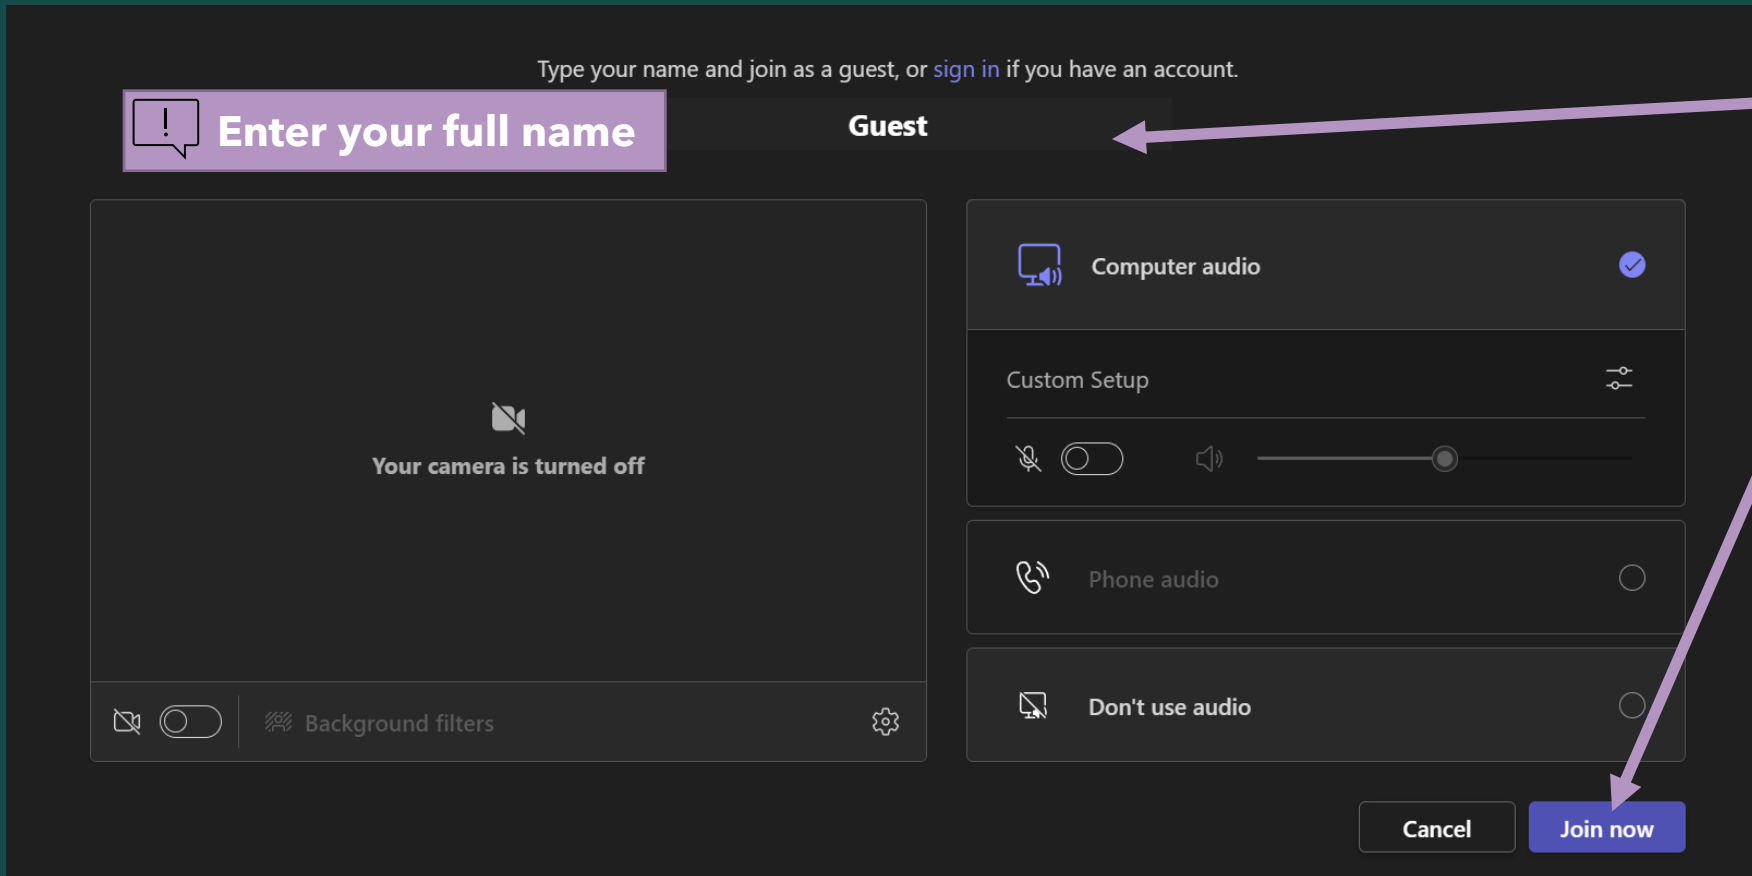 Type your name and join as a guest, or sign in if you have an account.
! Enter your full name
Guest
Computer audio
Custom Setup
Your camera is turned off
Phone audio
Don't use audio
Background filters
Cancel
Join now